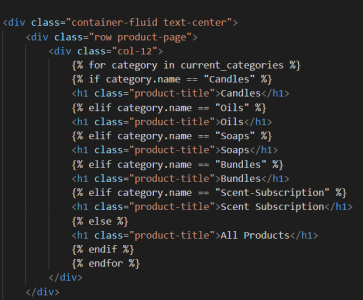 <div class="container-fluid text-center">
<div class="row product-page">
<div class="col-12">
{% for category in current_categories %}
{% if category.name == "Candles" %}
<h1 class="product-title">Candles</h1>
{% elif category.name == "Oils" %}
<h1 class="product-title">Oils</h1>
{% elif category.name == "Soaps" %}
<h1 class="product-title">Soaps</h1>
{% elif category.name == "Bundles" %}
<h1 class="product-title">Bundles</h1>
{% elif category.name == "Scent-Subscription" %}
<h1 class="product-title">Scent Subscription</h1>
{% else %}
<h1 class="product-title">All Products</h1>
{% endif %}
{% endfor %}
</div>
</div>